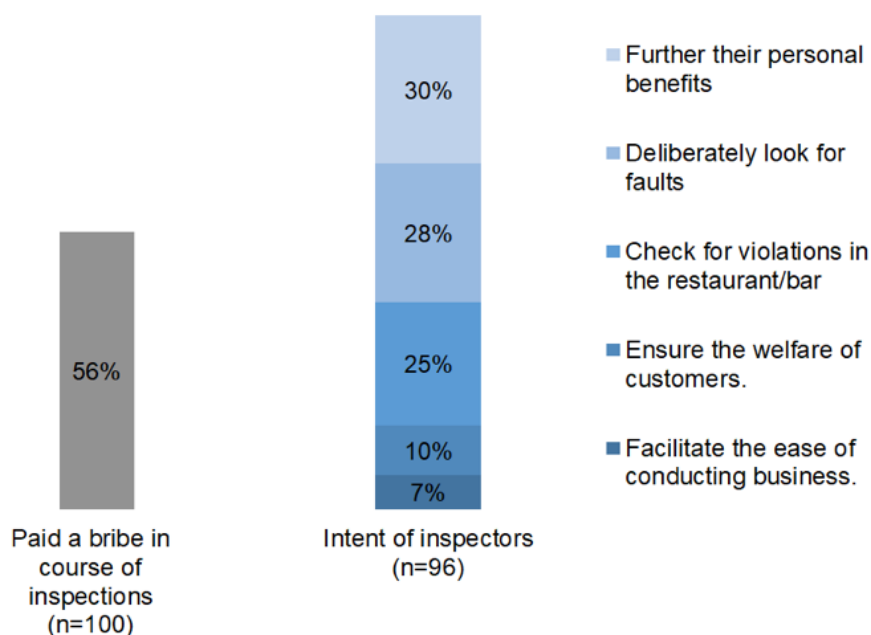 30%
28%
25%
10%
7%
56%
Paid a bribe in
course of
inspections
(n=100)
Intent of inspectors
(n=96)
Further their personal
benefits
Deliberately look for
faults
Check for violations in
the restaurant/bar
Ensure the welfare of
customers.
Facilitate the ease of
conducting business.